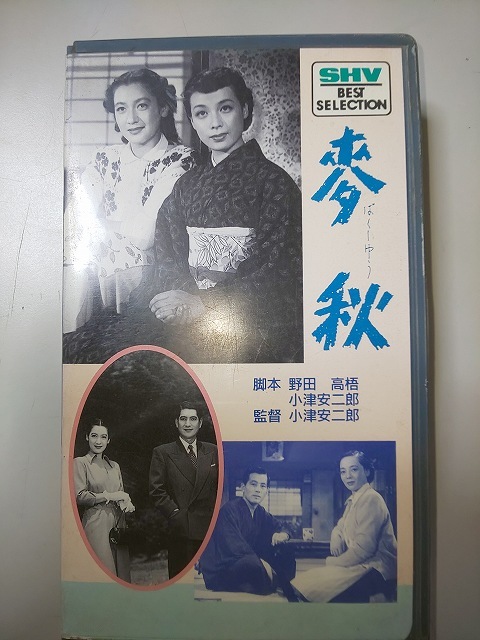 SHV
BEST
SELECTION
麥秋
ばくしゅう
脚本 野田 高梧
小津安二郎
監督 小津安二郎